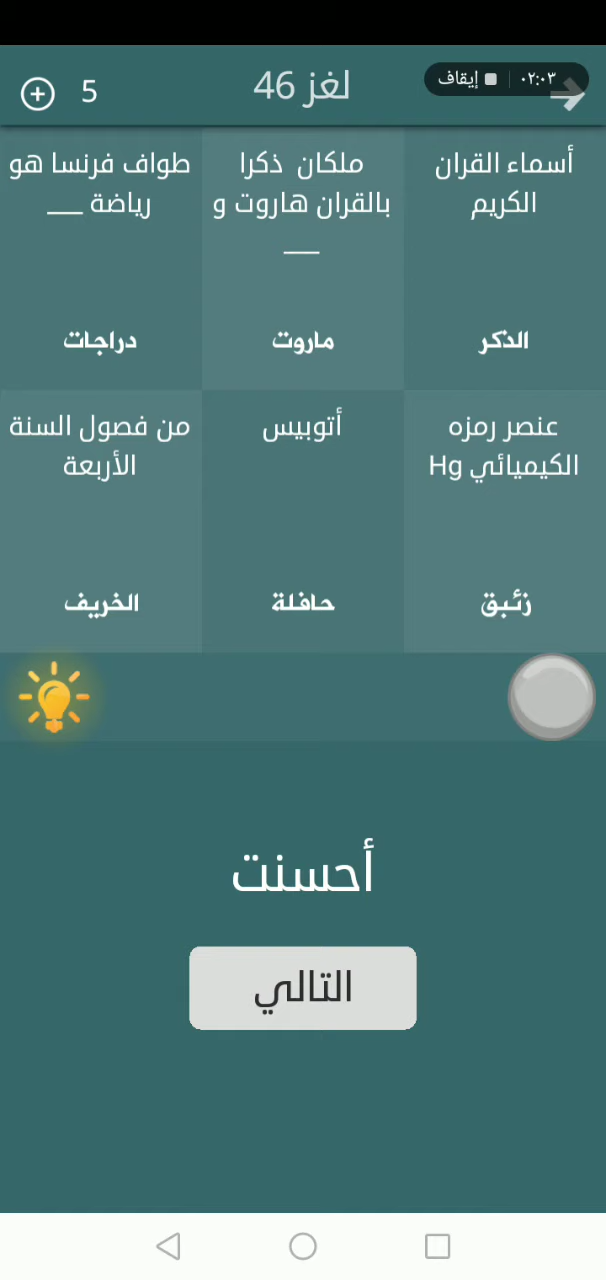 إيقاف ٠٢:٠٣
لغز 46
5
أسماء القران
الكريم
الذكر
ملكان ذكرا
بالقران هاروت و
___
ماروت
طواف فرنسا هو
رياضة ___
دراجات
عنصر رمزه
الكيميائي Hg
زئبق
أتوبيس
حافلة
من فصول السنة
الأربعة
الخريف
أحسنت
التالي